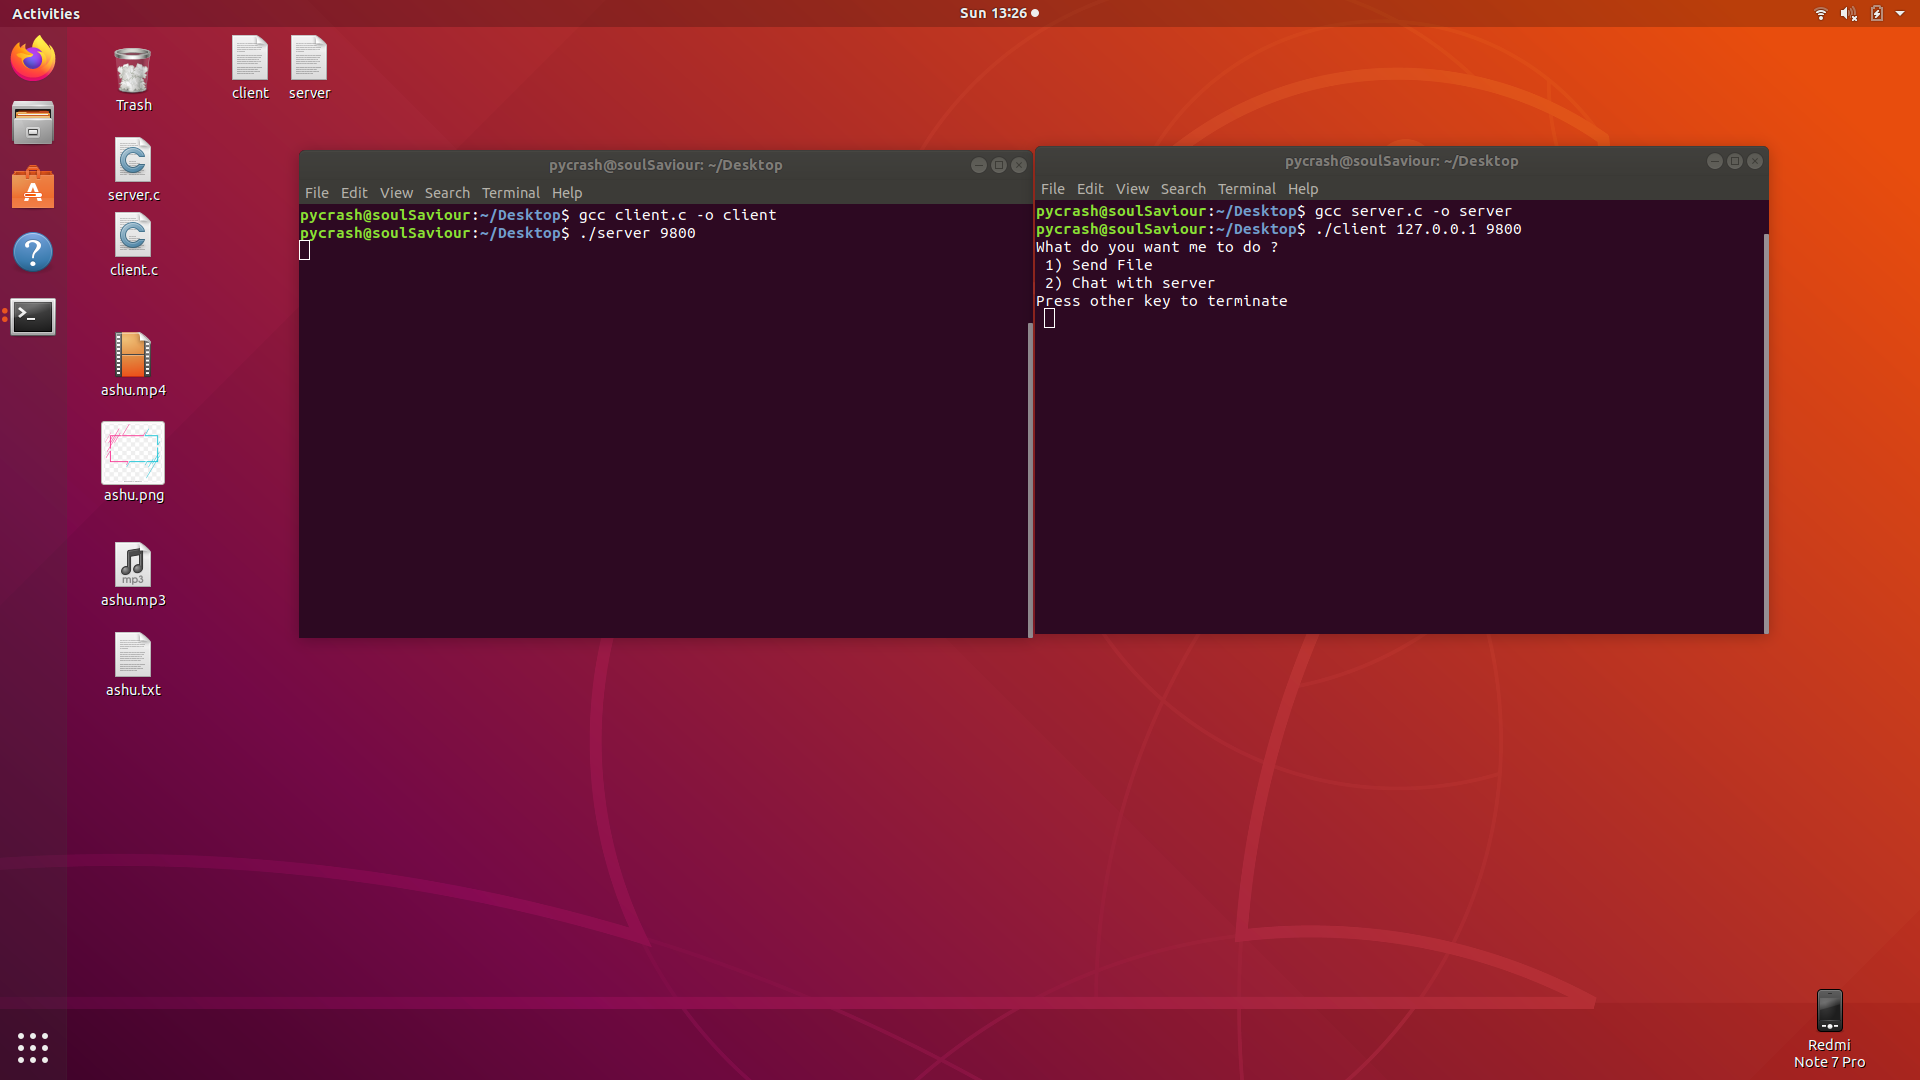 Activities
Sun 13:26
Trash
client
server
server.c
client.c
ashu.mp4
ashu.png
mp3
ashu.mp3
ashu.txt
pycrash@soulSaviour: ~/Desktop
File Edit View Search Terminal Help
pycrash@soulSaviour:~/Desktop$ gcc client.c -o client
pycrash@soulSaviour:~/Desktop$ ./server 9800
pycrash@soulSaviour: ~/Desktop
File Edit View Search Terminal Help
pycrash@soulSaviour:~/Desktop$ gcc server.c -o server
pycrash@soulSaviour:~/Desktop$ ./client 127.0.0.1 9800
What do you want me to do ?
1) Send File
2) Chat with server
Press other key to terminate
Redmi
Note 7 Pro